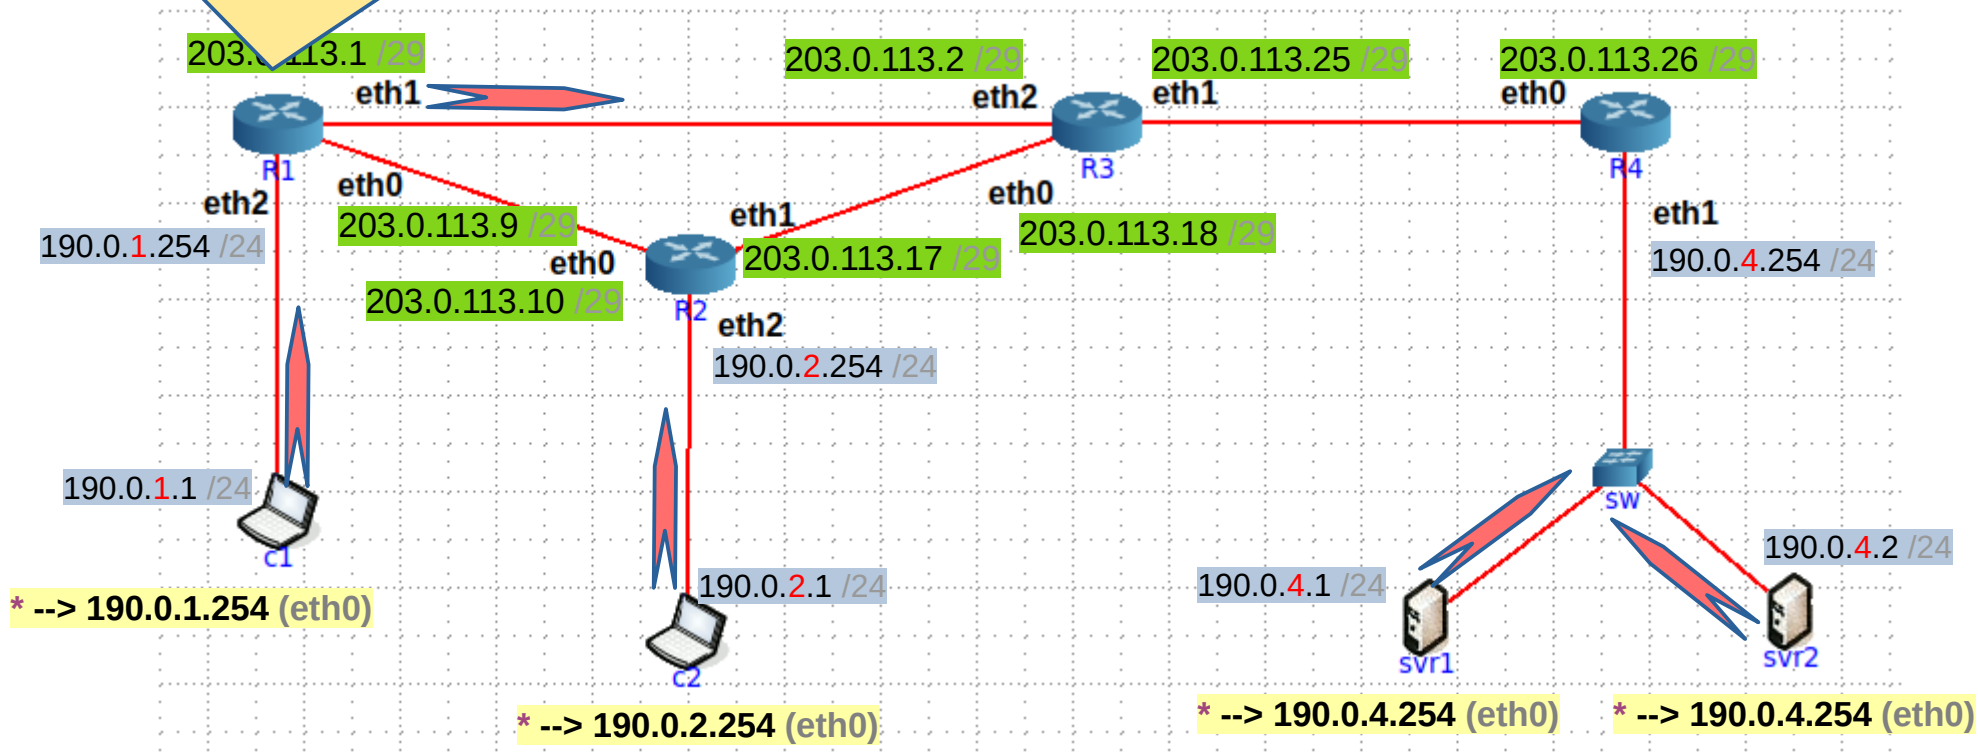 203.0.113.1 /29
203.0.113.2 /29
203.0.113.25 /29
203.0.113.26 /29
eth1
eth2
eth1
eth0
R1
R3
R4
eth2
eth0
eth1
eth0
eth1
190.0.1.254 /24
203.0.113.9 /29
203.0.113.18 /29
190.0.4.254 /24
eth0
203.0.113.17 /29
203.0.113.10 /29
R2
eth2
190.0.2.254 /24
190.0.1.1 /24
sw
c1
190.0.4.2 /24
190.0.2.1 /24
190.0.4.1 /24
* --> 190.0.1.254 (eth0)
c2
svr1
svr2
* --> 190.0.2.254 (eth0)
* --> 190.0.4.254 (eth0)
* --> 190.0.4.254 (eth0)